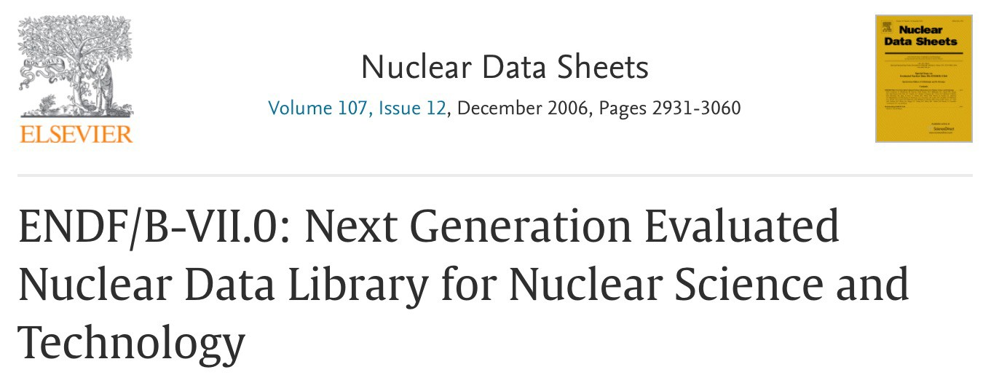 ELSEVIER
Nuclear Data Sheets
Volume 107, Issue 12, December 2006, Pages 2931-3060
Nuclear
Data Sheets
ENDF/B-VII.0: Next Generation Evaluated
Nuclear Data Library for Nuclear Science and
Technology